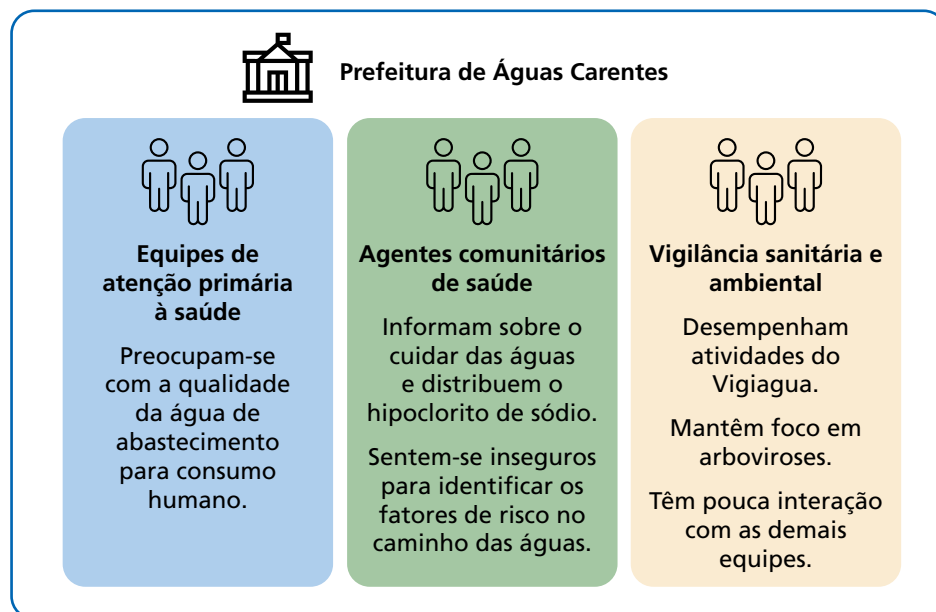 Prefeitura de Águas Carentes
Equipes de
atenção primária
à saúde
Preocupam-se
com a qualidade
da água de
abastecimento
para consumo
humano.
Agentes comunitários
de saúde
Informam sobre o
cuidar das águas
e distribuem o
hipoclorito de sódio.
Sentem-se inseguros
para identificar os
fatores de risco no
caminho das águas.
Vigilância sanitária e
ambiental
Desempenham
atividades do
Vigiagua.
Mantêm foco em
arboviroses.
Têm pouca interação
com as demais
equipes.